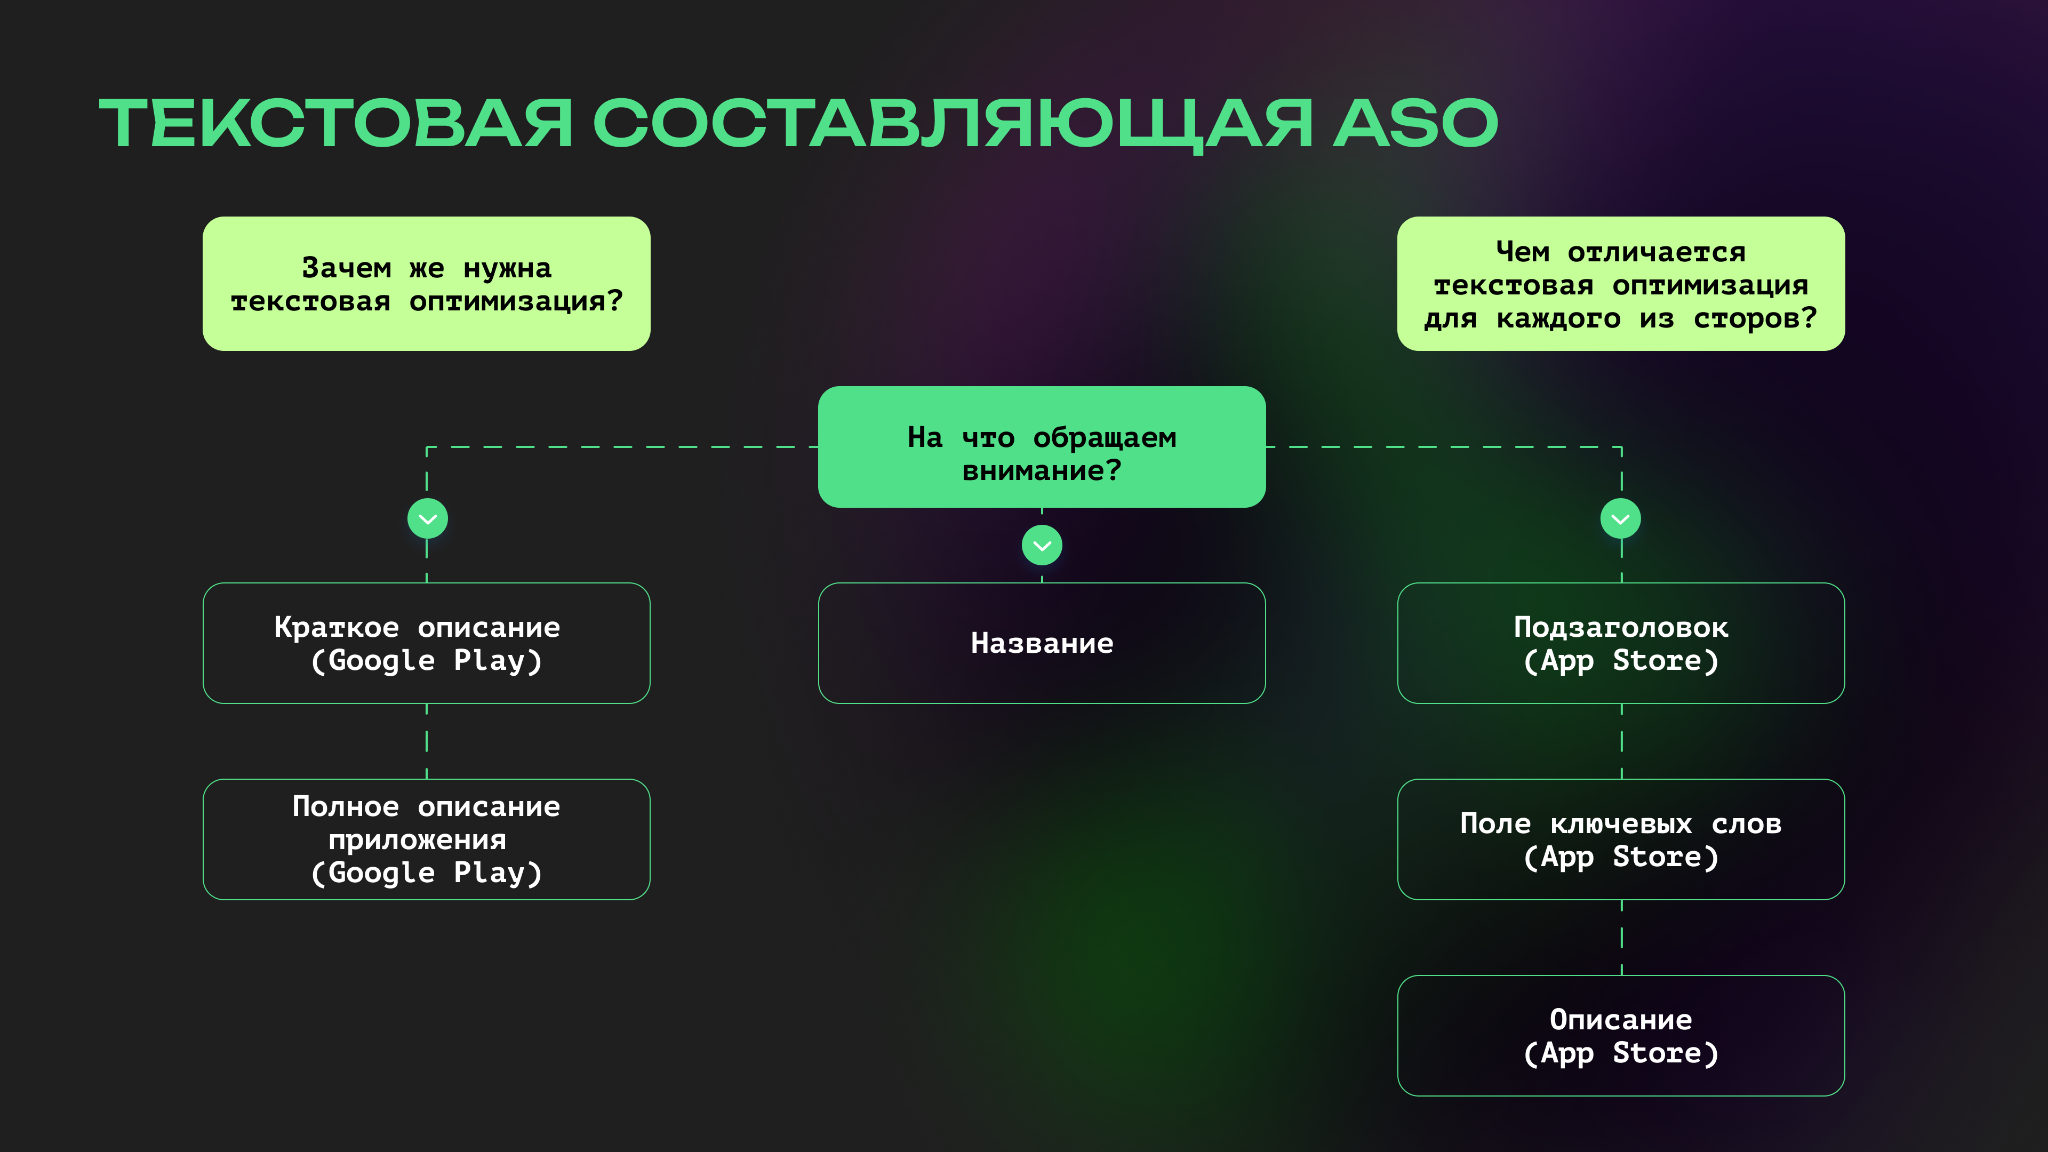 ТЕКСТОВАЯ СОСТАВЛЯЮЩАЯ ASO
Зачем же нужна
текстовая оптимизация?
Чем отличается
текстовая оптимизация
для каждого из сторов?
На что обращаем
внимание?
Краткое описание
(Google Play)
Название
Подзаголовок
(App Store)
Полное описание
приложения
(Google Play)
Поле ключевых слов
(App Store)
Описание
(App Store)